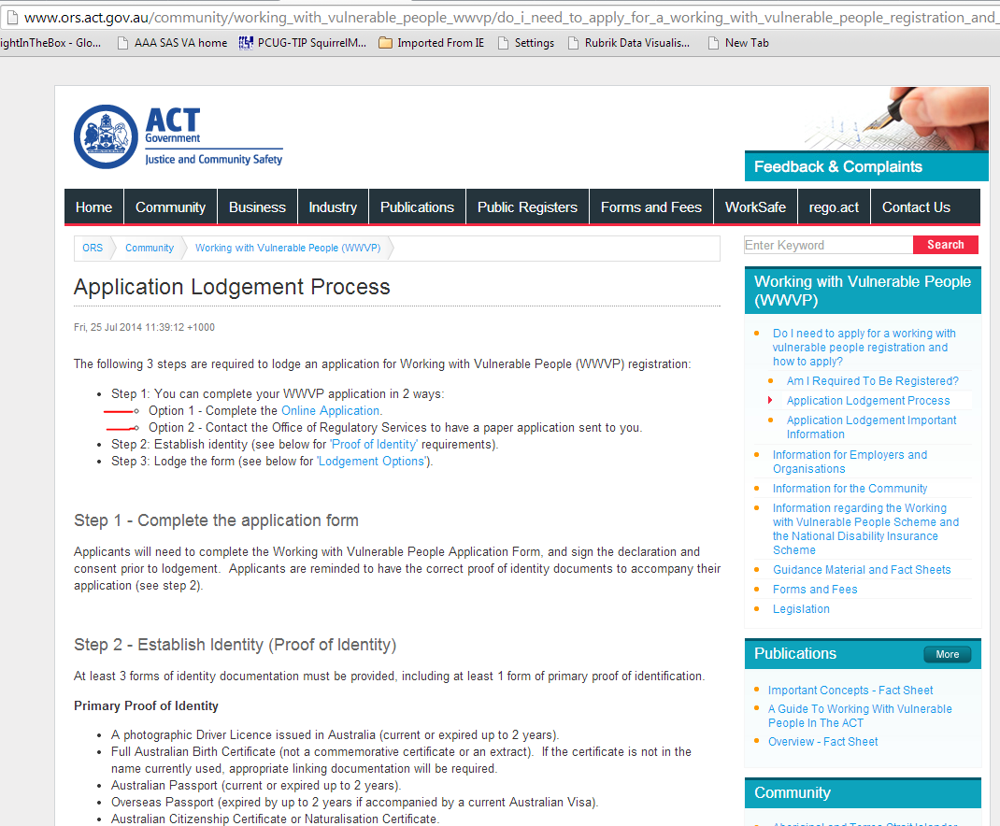 www.ors.act.gov.au/community/working_with_vulnerable_people_wwvp/do_i_need_to_apply_for_a_working_with_vulnerable_people_registration_and_
ightInTheBox - Glo... AAA SAS VA home PCUG-TIP SquirrelM... Imported From IE Settings Rubrik Data Visualis... New Tab
ACT
Government
Justice and Community Safety
Feedback & Complaints
Home Community Business Industry Publications Public Registers Forms and Fees WorkSafe rego.act Contact Us
ORS Community Working with Vulnerable People (WWVP)
Enter Keyword Search
Application Lodgement Process
Fri, 25 Jul 2014 11:39:12 +1000
The following 3 steps are required to lodge an application for Working with Vulnerable People (WWVP) registration:
Step 1: You can complete your WWVP application in 2 ways:
Option 1 - Complete the Online Application.
Option 2 - Contact the Office of Regulatory Services to have a paper application sent to you.
Step 2: Establish identity (see below for 'Proof of Identity' requirements).
Step 3: Lodge the form (see below for 'Lodgement Options').
Step 1 - Complete the application form
Applicants will need to complete the Working with Vulnerable People Application Form, and sign the declaration and
consent prior to lodgement. Applicants are reminded to have the correct proof of identity documents to accompany their
application (see step 2).
Step 2 - Establish Identity (Proof of Identity)
At least 3 forms of identity documentation must be provided, including at least 1 form of primary proof of identification.
Primary Proof of Identity
A photographic Driver Licence issued in Australia (current or expired up to 2 years).
Full Australian Birth Certificate (not a commemorative certificate or an extract). If the certificate is not in the
name currently used, appropriate linking documentation will be required.
Australian Passport (current or expired up to 2 years).
Overseas Passport (expired by up to 2 years if accompanied by a current Australian Visa).
Australian Citizenship Certificate or Naturalisation Certificate.
Working with Vulnerable People
(WWVP)
Do I need to apply for a working with
vulnerable people registration and
how to apply?
Am I Required To Be Registered?
Application Lodgement Process
Application Lodgement Important
Information
Information for Employers and
Organisations
Information for the Community
Information regarding the Working
with Vulnerable People Scheme and
the National Disability Insurance
Scheme
Guidance Material and Fact Sheets
Forms and Fees
Legislation
Publications More
Important Concepts - Fact Sheet
A Guide To Working With Vulnerable
People In The ACT
Overview - Fact Sheet
Community